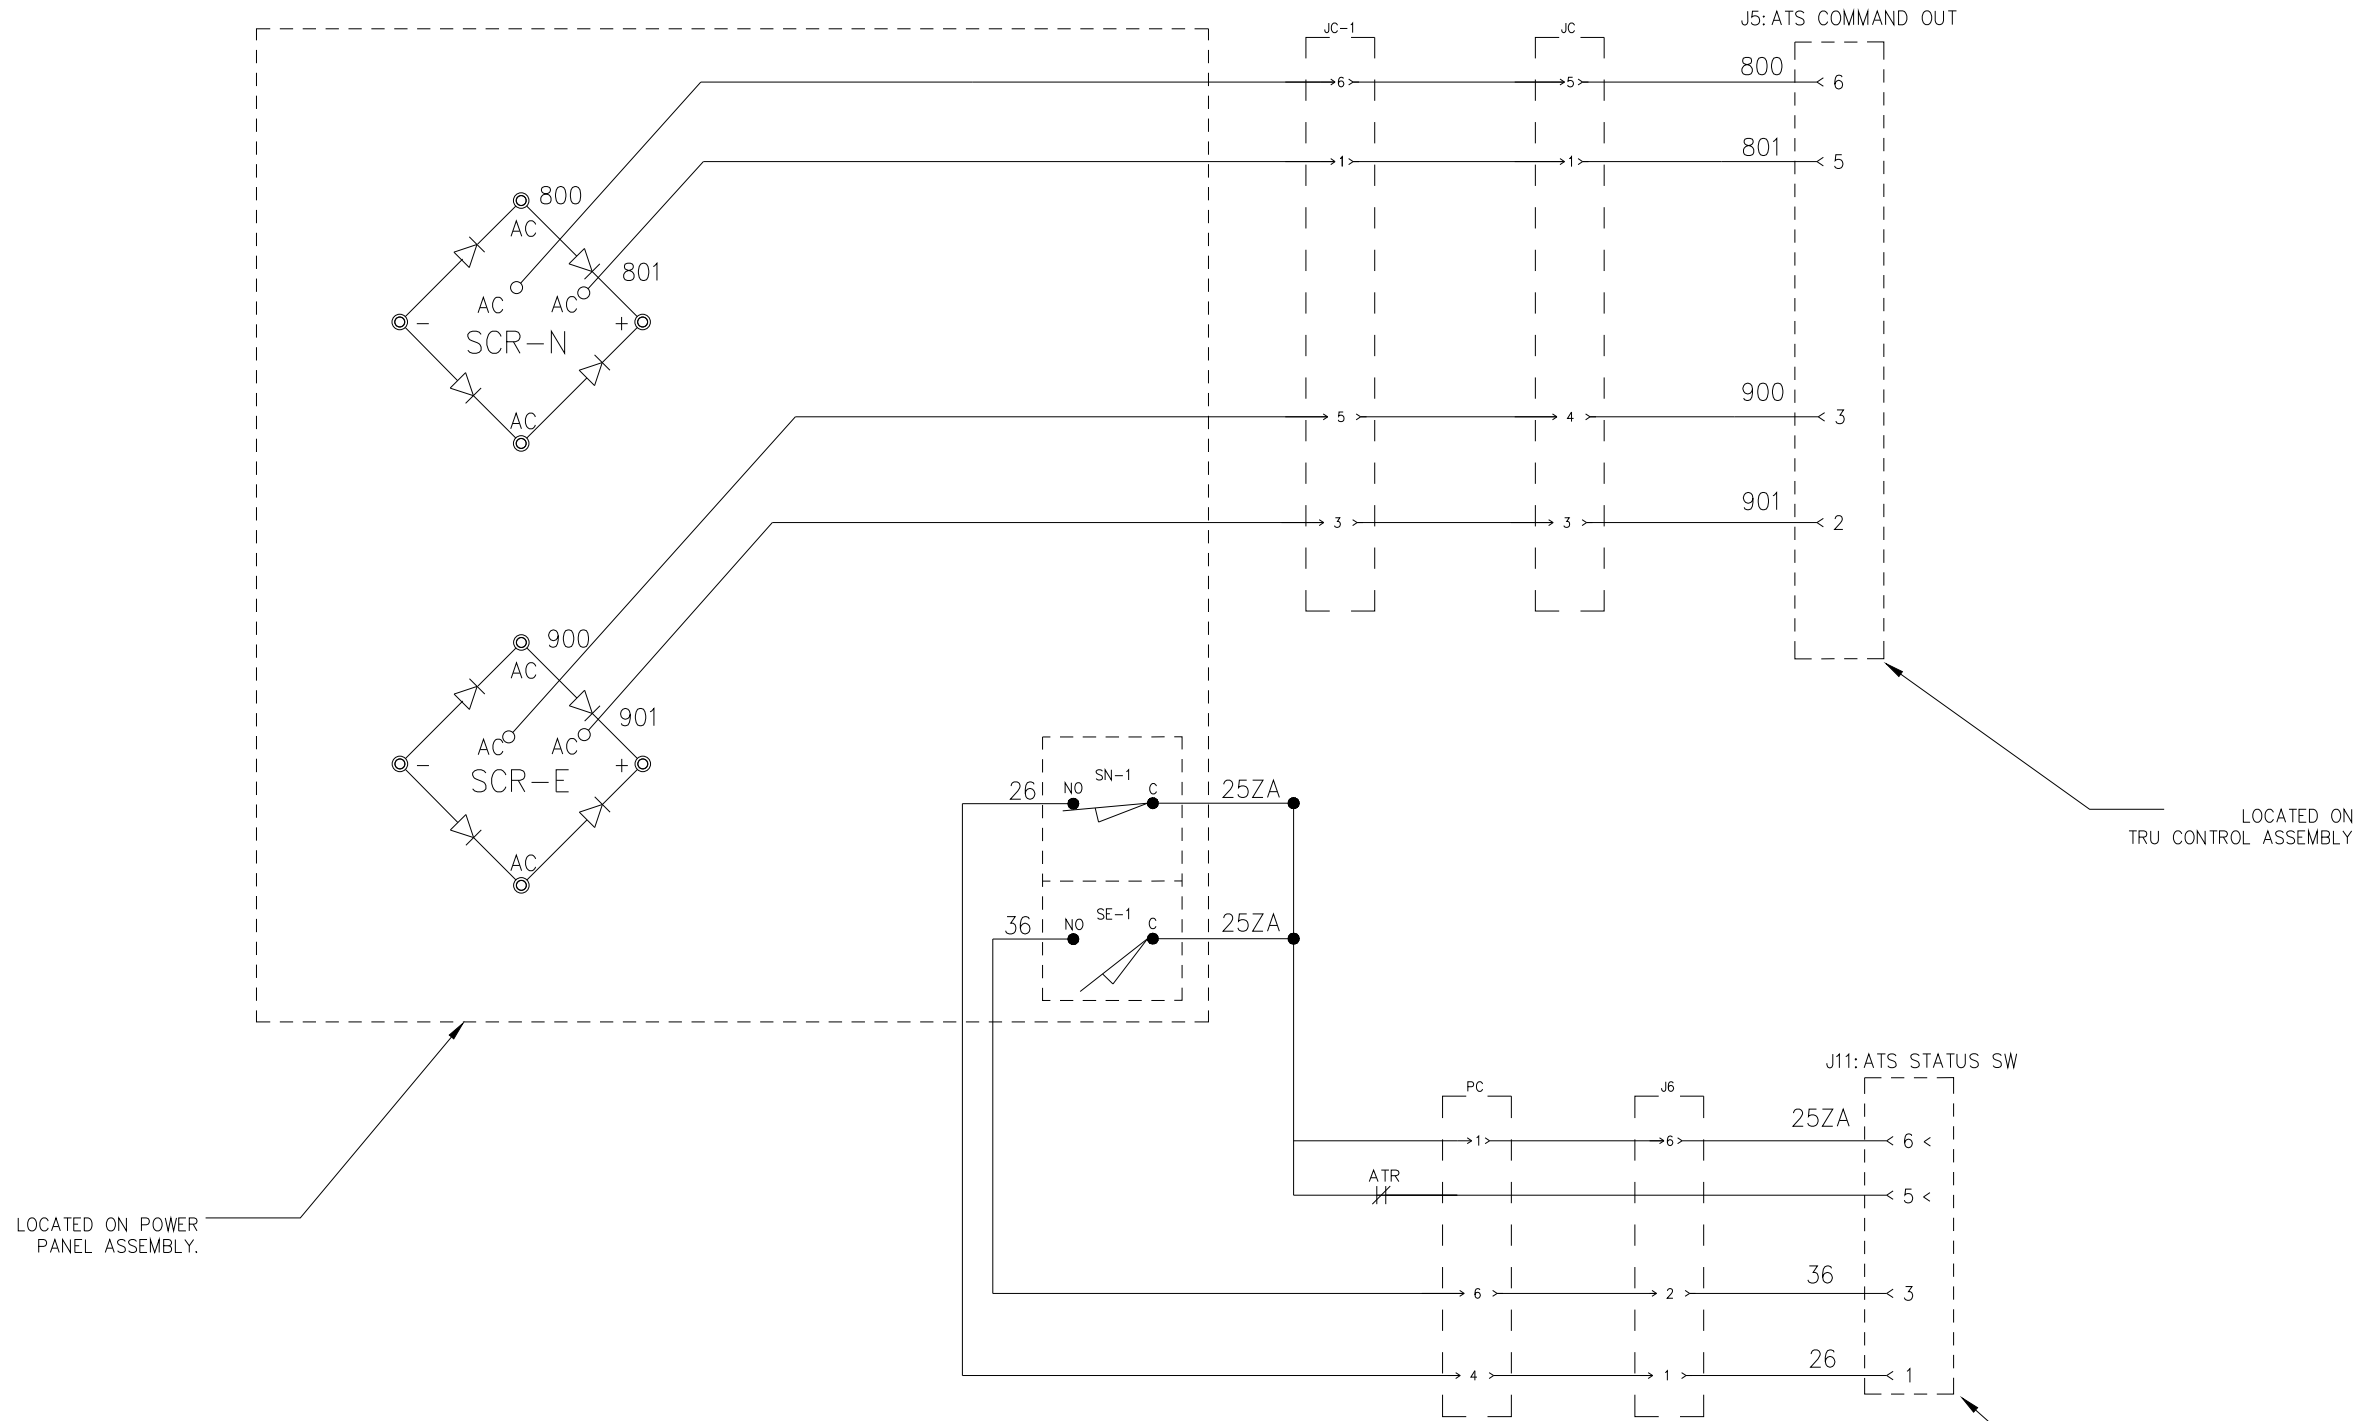 J5: ATS COMMAND OUT
JC-1
JC
800
6
5
6
801
1
1
5
800
AC
801
AC
AC
-
+
SCR-N
AC
900
5
4
3
901
3
3
2
900
AC
901
AC
AC
-
+
SCR-E
AC
SN-1
26
NO
C
25ZA
LOCATED ON
TRU CONTROL ASSEMBLY
SE-1
36
NO
C
25ZA
J11: ATS STATUS SW
PC
J6
25ZA
1
6
6
ATR
5
LOCATED ON POWER
PANEL ASSEMBLY.
36
6
2
3
26
4
1
1